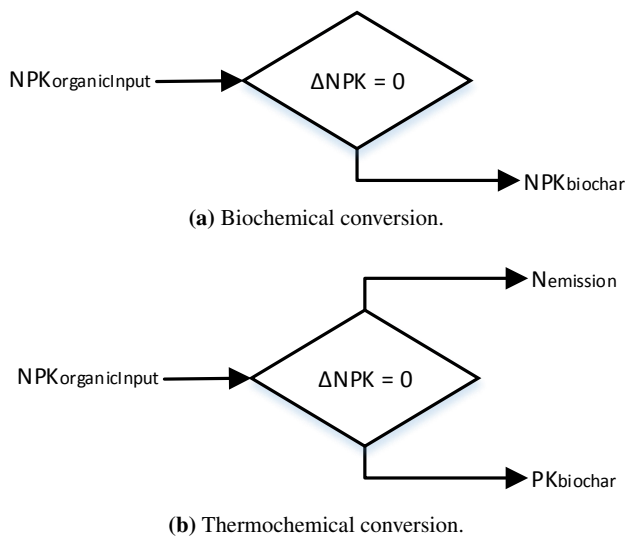 NPKorganicInput
ΔNPK = 0
NPKbiochar
(a) Biochemical conversion.
Nemission
NPKorganicInput
ΔNPK = 0
PKbiochar
(b) Thermochemical conversion.